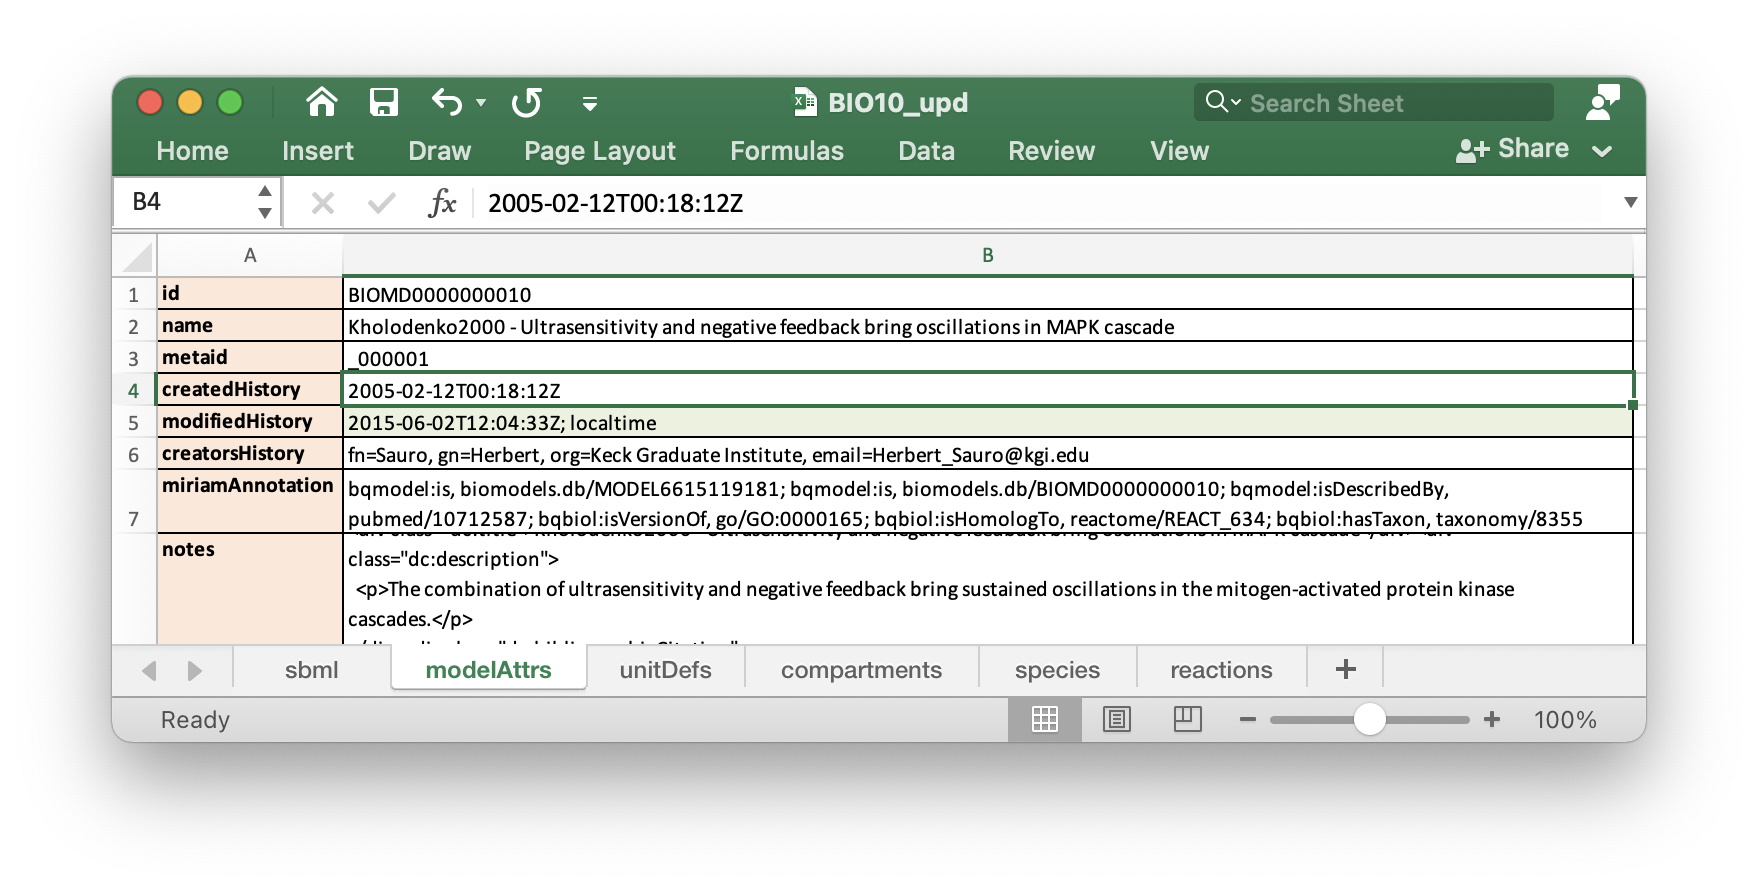 BIO10_upd
Search Sheet
Home Insert Draw Page Layout Formulas Data Review View Share
B4 fx 2005-02-12T00:18:12Z
A B
1 id BIOMD0000000010
2 name Kholodenko2000 - Ultrasensitivity and negative feedback bring oscillations in MAPK cascade
3 metaid _000001
4 createdHistory 2005-02-12T00:18:12Z
5 modifiedHistory 2015-06-02T12:04:33Z; localtime
6 creatorsHistory fn=Sauro, gn=Herbert, org=Keck Graduate Institute, email=Herbert_Sauro@kgi.edu
miriamAnnotation bqmodel:is, biomodels.db/MODEL6615119181; bqmodel:is, biomodels.db/BIOMD0000000010; bqmodel:isDescribedBy,
7 pubmed/10712587; bqbiol:isVersionOf, go/GO:0000165; bqbiol:isHomologTo, reactome/REACT_634; bqbiol:hasTaxon, taxonomy/8355
notes
class="dc:description">
<p>The combination of ultrasensitivity and negative feedback bring sustained oscillations in the mitogen-activated protein kinase
cascades.</p>
sbml modelAttrs unitDefs compartments species reactions +
Ready 100%